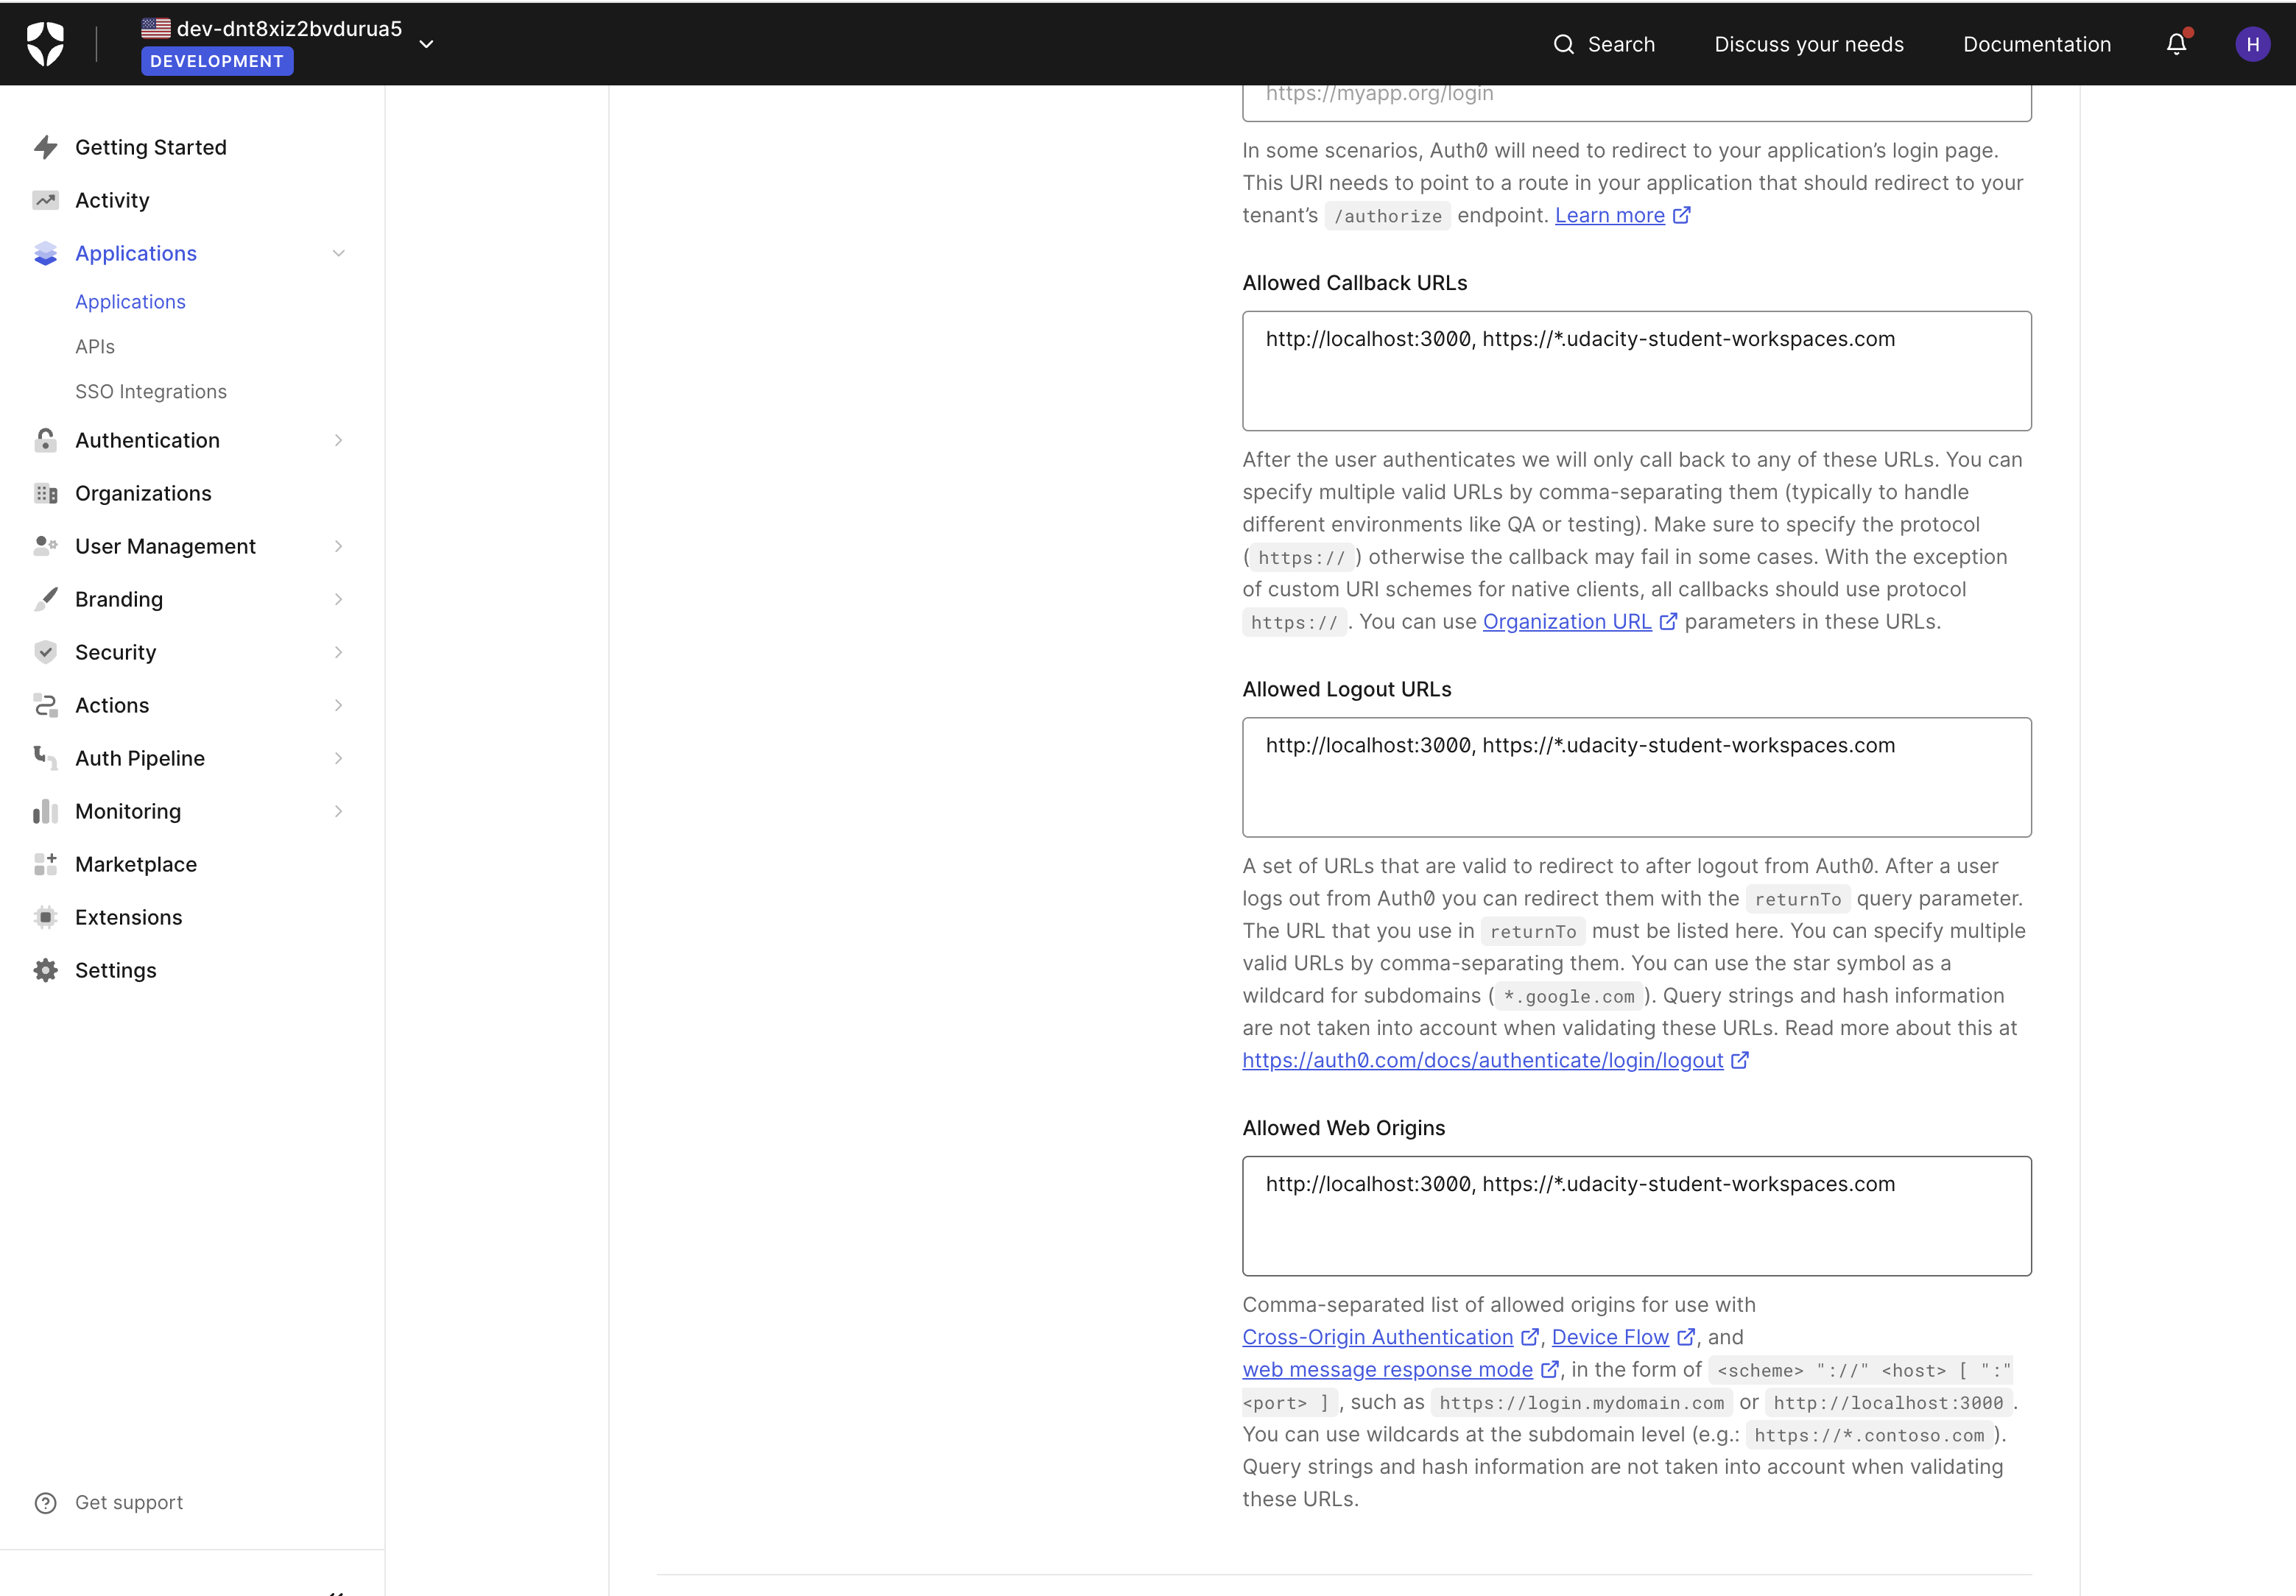 dev-dnt8xiz2bvdurua5
DEVELOPMENT
Search
Discuss your needs
Documentation
H
Getting Started
Activity
Applications
Applications
APIs
SSO Integrations
Authentication
Organizations
User Management
Branding
Security
Actions
Auth Pipeline
Monitoring
Marketplace
Extensions
Settings
Get support
https://myapp.org/login
In some scenarios, Auth0 will need to redirect to your application’s login page.
This URI needs to point to a route in your application that should redirect to your
tenant’s /authorize endpoint. Learn more
Allowed Callback URLs
http://localhost:3000, https://*.udacity-student-workspaces.com
After the user authenticates we will only call back to any of these URLs. You can
specify multiple valid URLs by comma-separating them (typically to handle
different environments like QA or testing). Make sure to specify the protocol
( https:// ) otherwise the callback may fail in some cases. With the exception
of custom URI schemes for native clients, all callbacks should use protocol
https:// . You can use Organization URL parameters in these URLs.
Allowed Logout URLs
http://localhost:3000, https://*.udacity-student-workspaces.com
A set of URLs that are valid to redirect to after logout from Auth0. After a user
logs out from Auth0 you can redirect them with the returnTo query parameter.
The URL that you use in returnTo must be listed here. You can specify multiple
valid URLs by comma-separating them. You can use the star symbol as a
wildcard for subdomains ( *.google.com ). Query strings and hash information
are not taken into account when validating these URLs. Read more about this at
https://auth0.com/docs/authenticate/login/logout
Allowed Web Origins
http://localhost:3000, https://*.udacity-student-workspaces.com
Comma-separated list of allowed origins for use with
Cross-Origin Authentication , Device Flow , and
web message response mode , in the form of <scheme> "://" <host> [ ":"
<port> ] , such as https://login.mydomain.com or http://localhost:3000 .
You can use wildcards at the subdomain level (e.g.: https://*.contoso.com ).
Query strings and hash information are not taken into account when validating
these URLs.